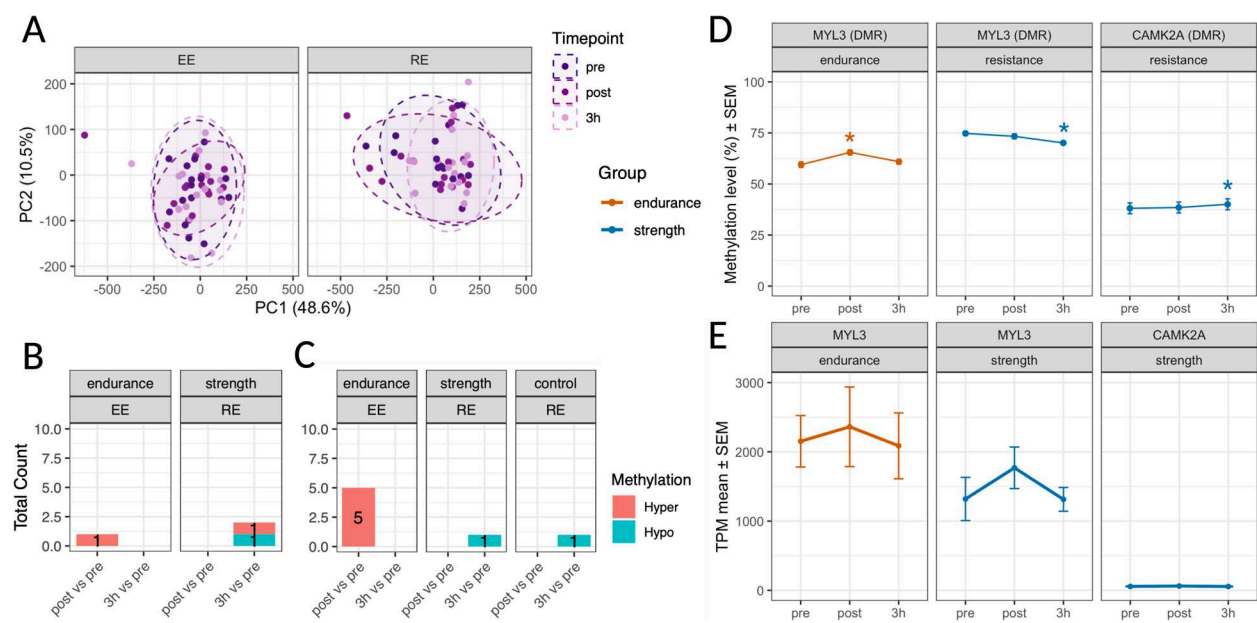 A
EE
RE
PC2 (10.5%)
200
100
0
-100
-200
-500
-250
0
250
500
-500
-250
0
250
500
PC1 (48.6%)
Timepoint
pre
post
3h
Group
endurance
strength
B
endurance
strength
EE
RE
Total Count
10.0
7.5
5.0
2.5
0.0
1
1
1
post vs pre
3h vs pre
post vs pre
3h vs pre
C
endurance
strength
control
EE
RE
RE
10.0
7.5
5.0
2.5
0.0
5
1
1
post vs pre
3h vs pre
post vs pre
3h vs pre
post vs pre
3h vs pre
Methylation
Hyper
Hypo
D
MYL3 (DMR)
MYL3 (DMR)
CAMK2A (DMR)
endurance
resistance
resistance
Methylation level (%) ± SEM
100
75
50
25
0
*
*
*
pre
post
3h
pre
post
3h
pre
post
3h
E
MYL3
MYL3
CAMK2A
endurance
strength
strength
TPM mean ± SEM
3000
2000
1000
0
pre
post
3h
pre
post
3h
pre
post
3h